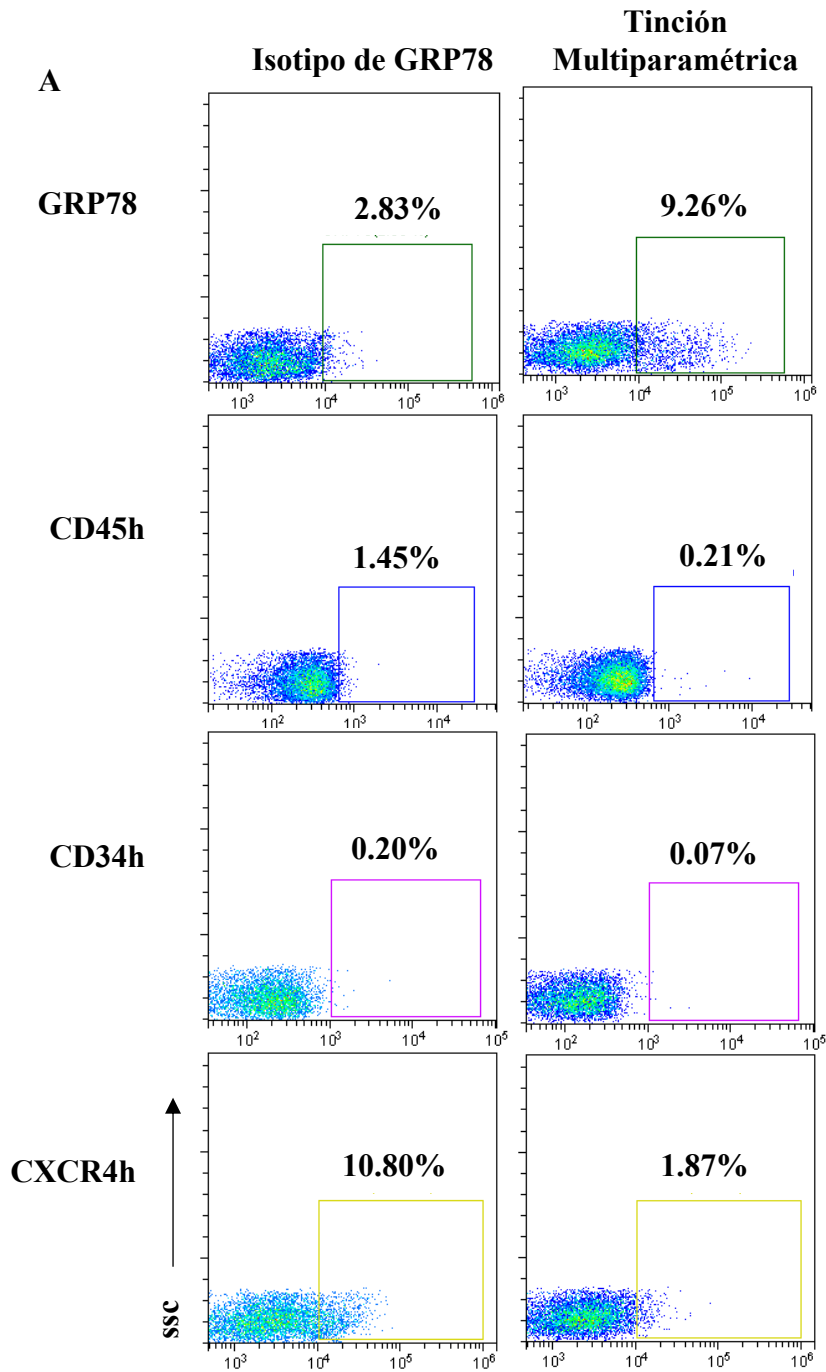 Tinción
Isotipo de GRP78 Multiparamétrica
A
GRP78
2.83% 9.26%
10³ 10⁴ 10⁵ 10⁶ 10³ 10⁴ 10⁵ 10⁶
CD45h
1.45% 0.21%
10² 10³ 10⁴ 10² 10³ 10⁴
CD34h
0.20% 0.07%
10² 10³ 10⁴ 10⁵ 10² 10³ 10⁴ 10⁵
CXCR4h
10.80% 1.87%
ssc
10³ 10⁴ 10⁵ 10⁶ 10³ 10⁴ 10⁵ 10⁶